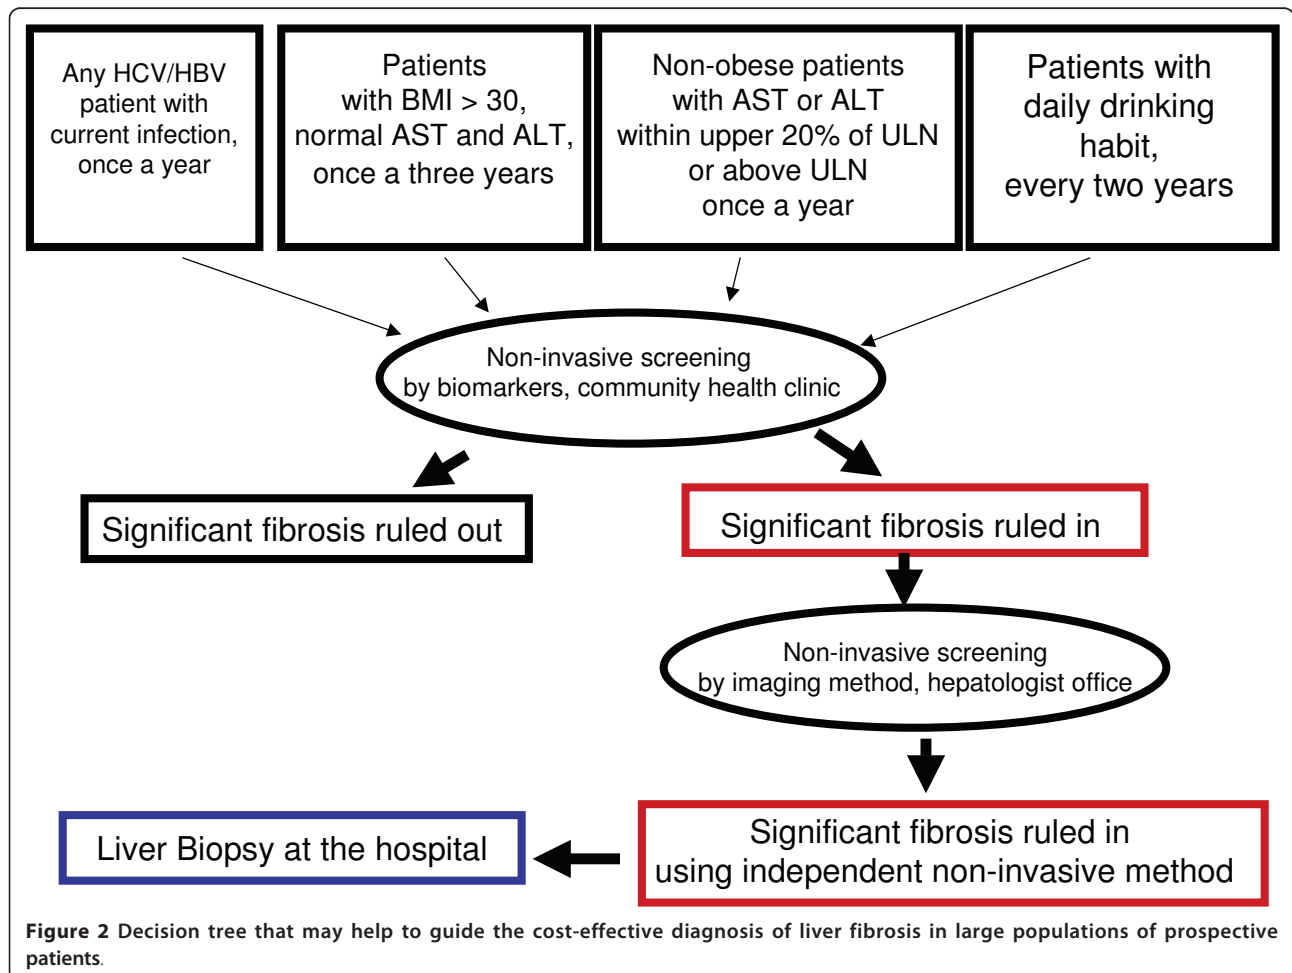 Any HCV/HBV
patient with
current infection,
once a year
Patients
with BMI > 30,
normal AST and ALT,
once a three years
Non-obese patients
with AST or ALT
within upper 20% of ULN
or above ULN
once a year
Patients with
daily drinking
habit,
every two years
Non-invasive screening
by biomarkers, community health clinic
Significant fibrosis ruled out
Significant fibrosis ruled in
Non-invasive screening
by imaging method, hepatologist office
Liver Biopsy at the hospital
Significant fibrosis ruled in
using independent non-invasive method
Figure 2 Decision tree that may help to guide the cost-effective diagnosis of liver fibrosis in large populations of prospective
patients.